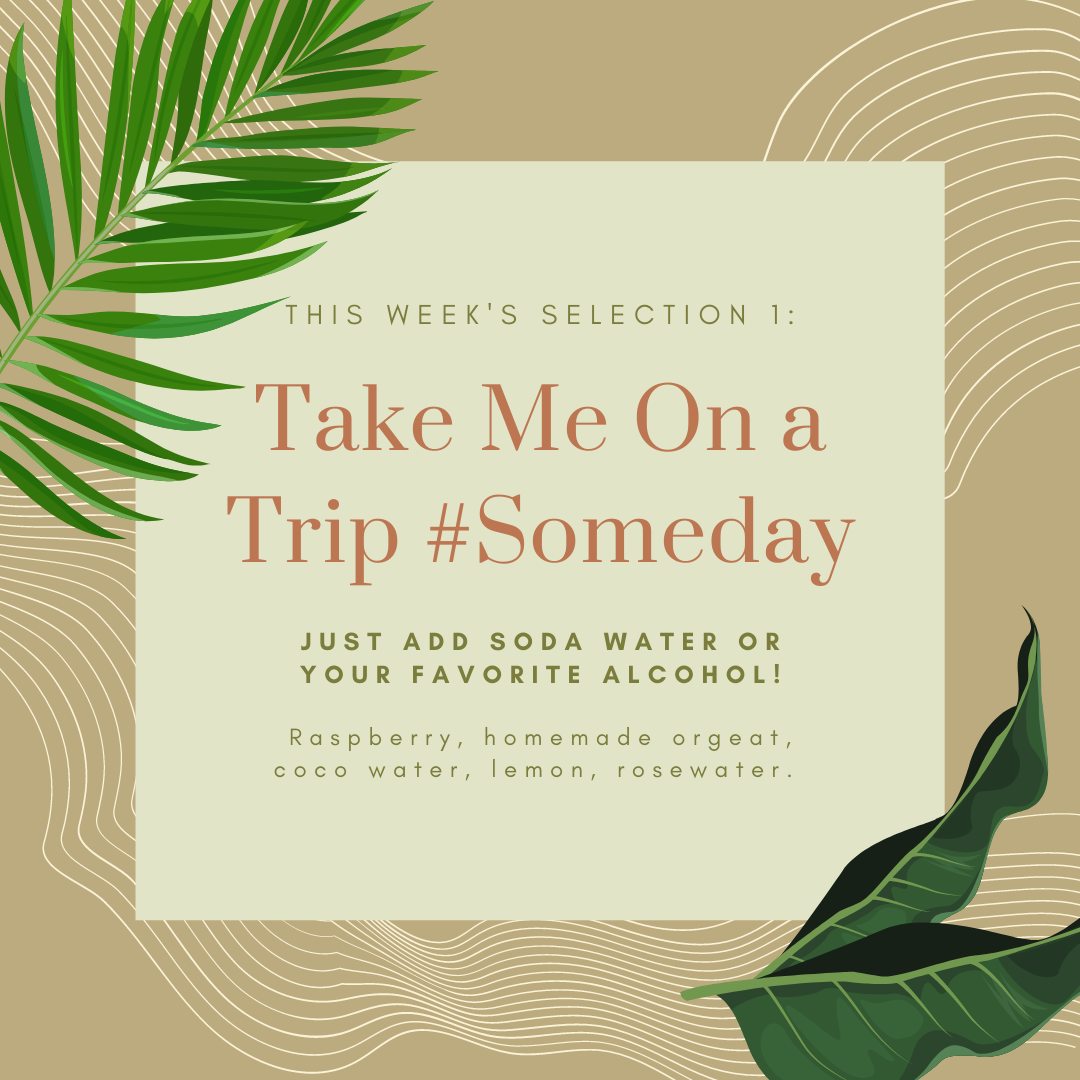 THIS WEEK'S SELECTION 1:
Take Me On a
Trip #Someday
JUST ADD SODA WATER OR
YOUR FAVORITE ALCOHOL!
Raspberry, homemade orgeat,
coco water, lemon, rosewater.